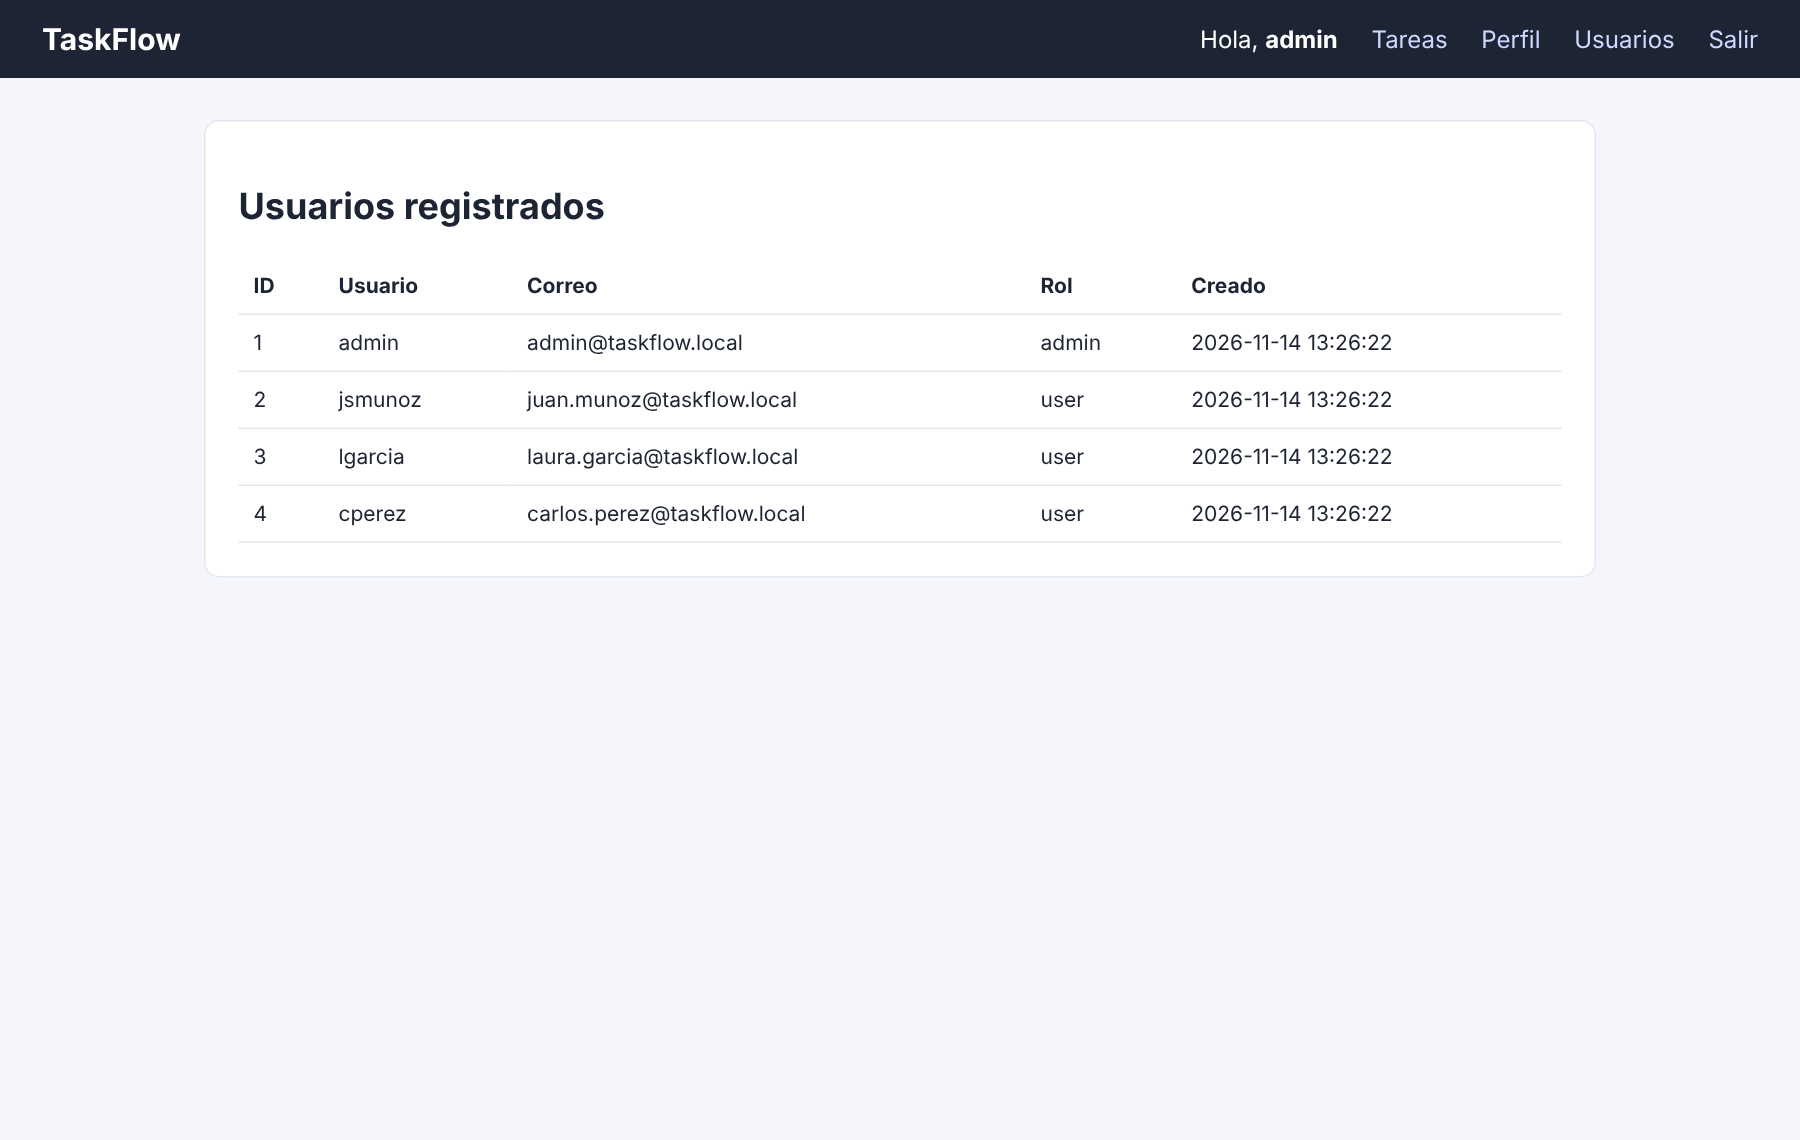 TaskFlow Hola, admin Tareas Perfil Usuarios Salir
Usuarios registrados
ID Usuario Correo Rol Creado
1 admin admin@taskflow.local admin 2026-11-14 13:26:22
2 jsmunoz juan.munoz@taskflow.local user 2026-11-14 13:26:22
3 lgarcia laura.garcia@taskflow.local user 2026-11-14 13:26:22
4 cperez carlos.perez@taskflow.local user 2026-11-14 13:26:22